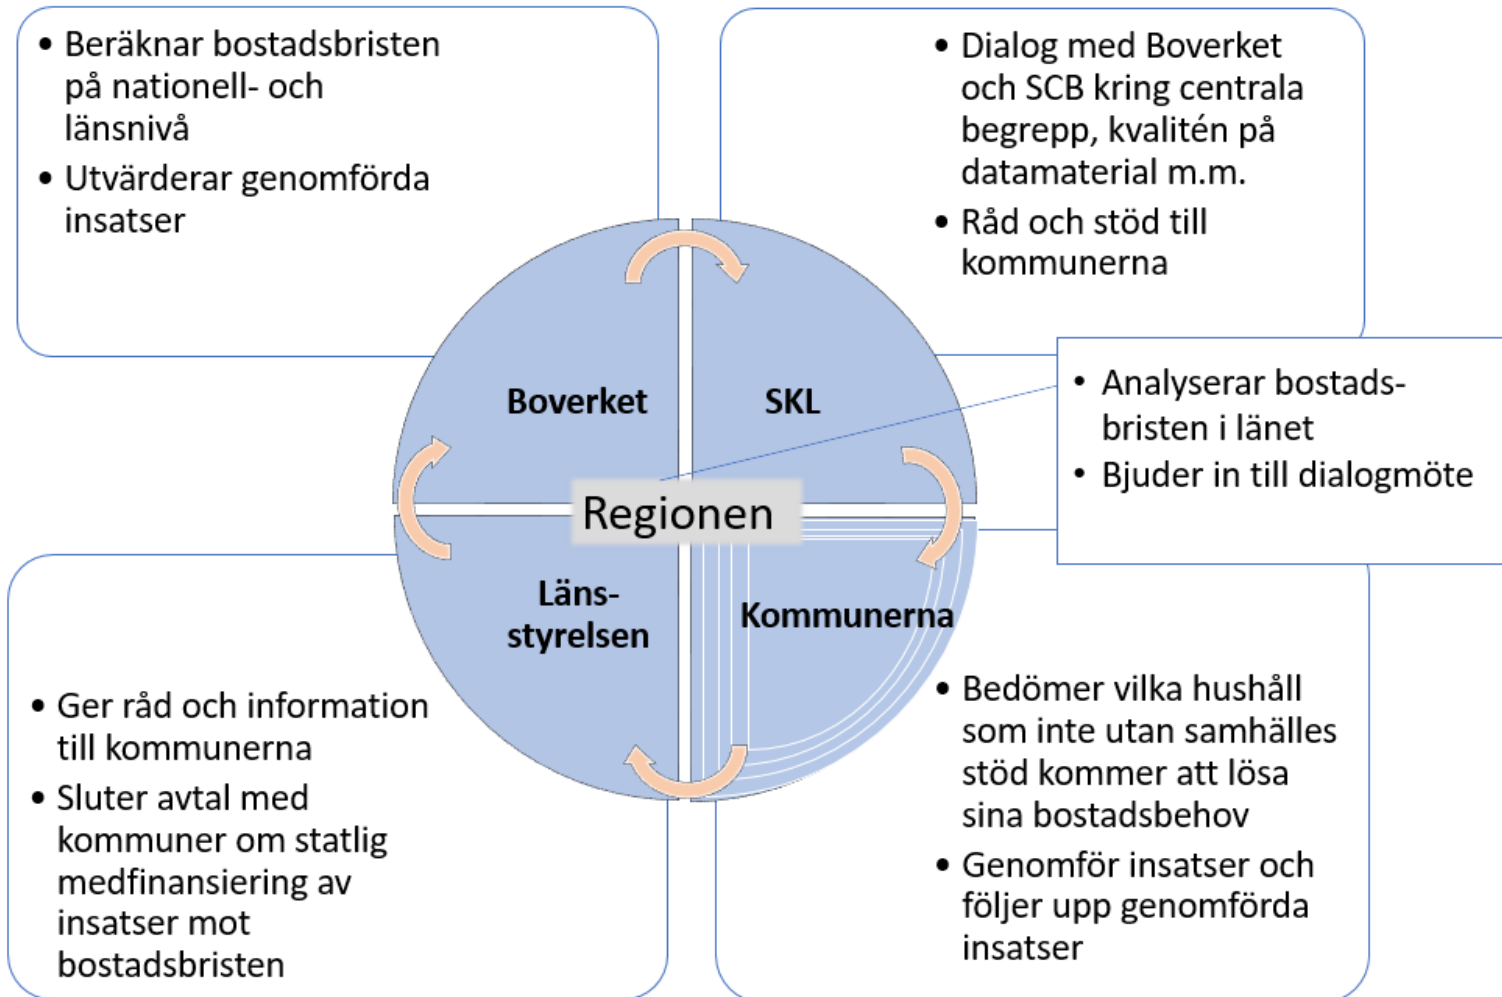 • Beräknar bostadsbristen
på nationell- och
länsnivå
• Utvärderar genomförda
insatser
• Dialog med Boverket
och SCB kring centrala
begrepp, kvalitén på
datamaterial m.m.
• Råd och stöd till
kommunerna
• Analyserar bostads-
bristen i länet
• Bjuder in till dialogmöte
Boverket
SKL
Regionen
Läns-
styrelsen
Kommunerna
• Ger råd och information
till kommunerna
• Sluter avtal med
kommuner om statlig
medfinansiering av
insatser mot
bostadsbristen
• Bedömer vilka hushåll
som inte utan samhälles
stöd kommer att lösa
sina bostadsbehov
• Genomför insatser och
följer upp genomförda
insatser